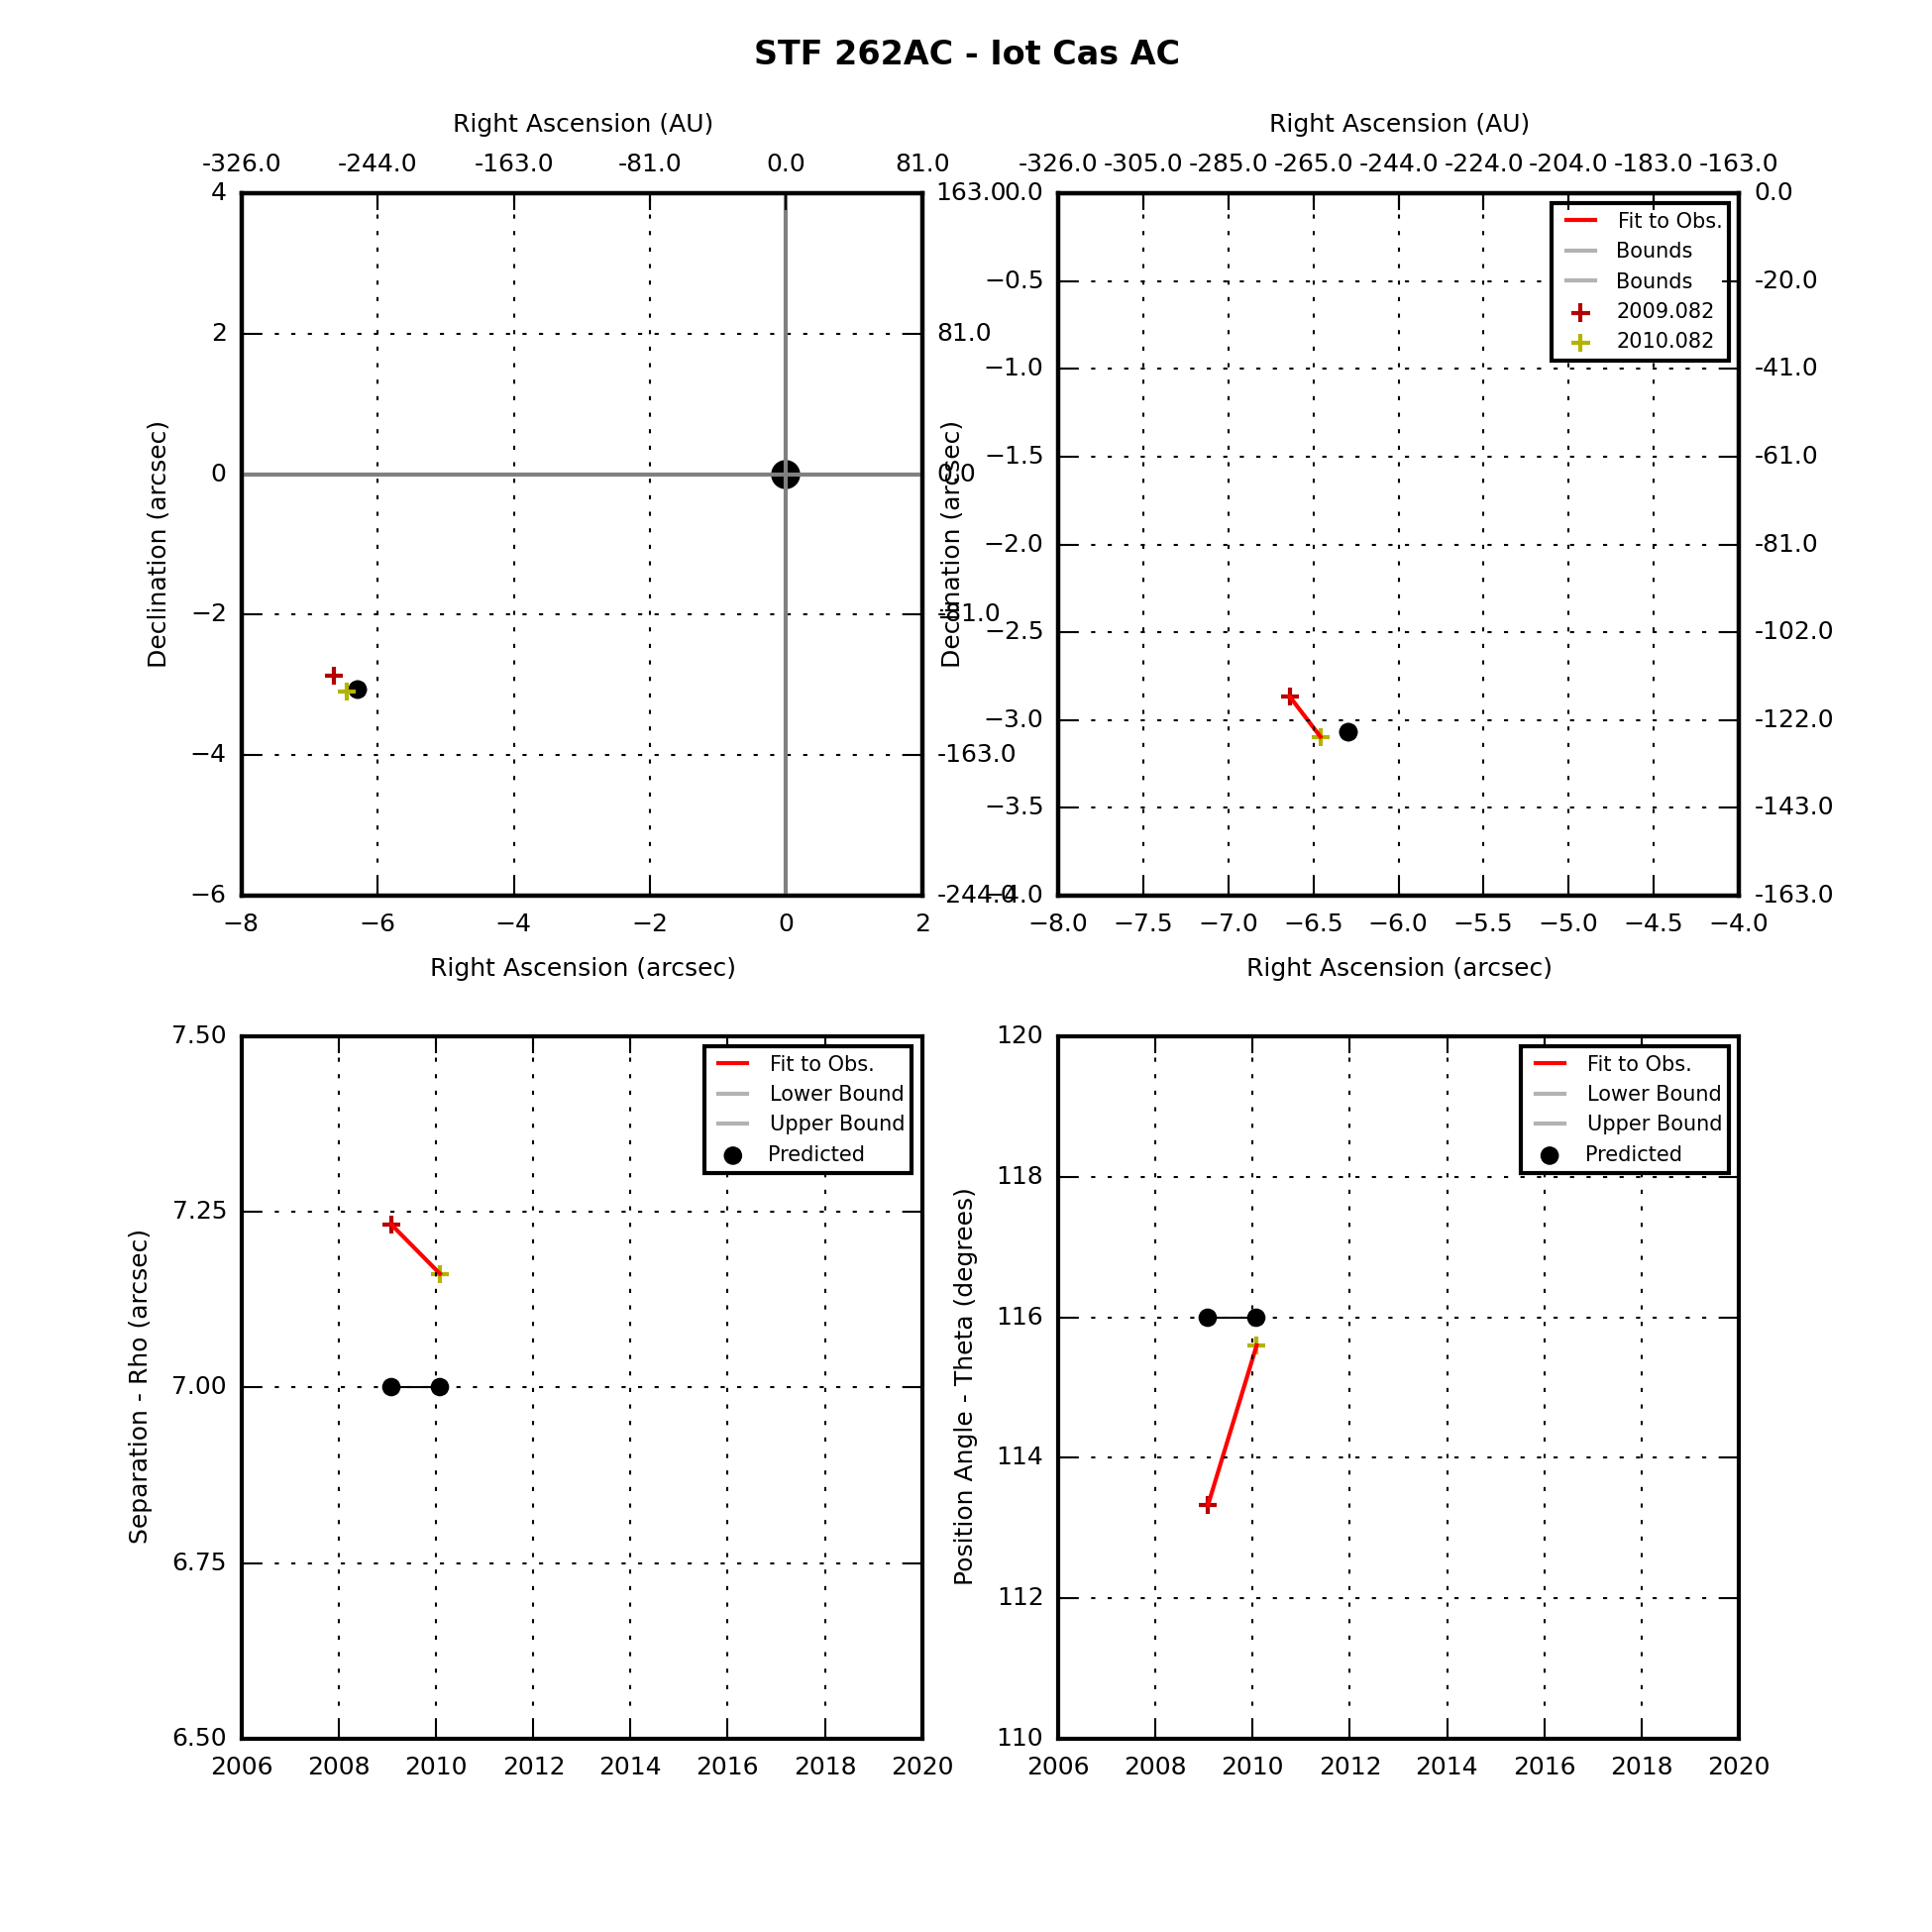 STF 262AC - Iot Cas AC
Right Ascension (AU)
-326.0 -244.0 -163.0 -81.0 0.0 81.0
4
2
0
−2
−4
−6
Declination (arcsec)
163.0
81.0
0.0
-81.0
-163.0
-244.0
−8 −6 −4 −2 0 2
Right Ascension (arcsec)
Right Ascension (AU)
-326.0 -305.0 -285.0 -265.0 -244.0 -224.0 -204.0 -183.0 -163.0
0.0
−0.5
−1.0
−1.5
−2.0
−2.5
−3.0
−3.5
−4.0
Declination (arcsec)
Fit to Obs.
Bounds
Bounds
2009.082
2010.082
0.0
-20.0
-41.0
-61.0
-81.0
-102.0
-122.0
-143.0
-163.0
−8.0 −7.5 −7.0 −6.5 −6.0 −5.5 −5.0 −4.5 −4.0
Right Ascension (arcsec)
7.50
7.25
7.00
6.75
6.50
Separation - Rho (arcsec)
Fit to Obs.
Lower Bound
Upper Bound
Predicted
2006 2008 2010 2012 2014 2016 2018 2020
120
118
116
114
112
110
Position Angle - Theta (degrees)
Fit to Obs.
Lower Bound
Upper Bound
Predicted
2006 2008 2010 2012 2014 2016 2018 2020